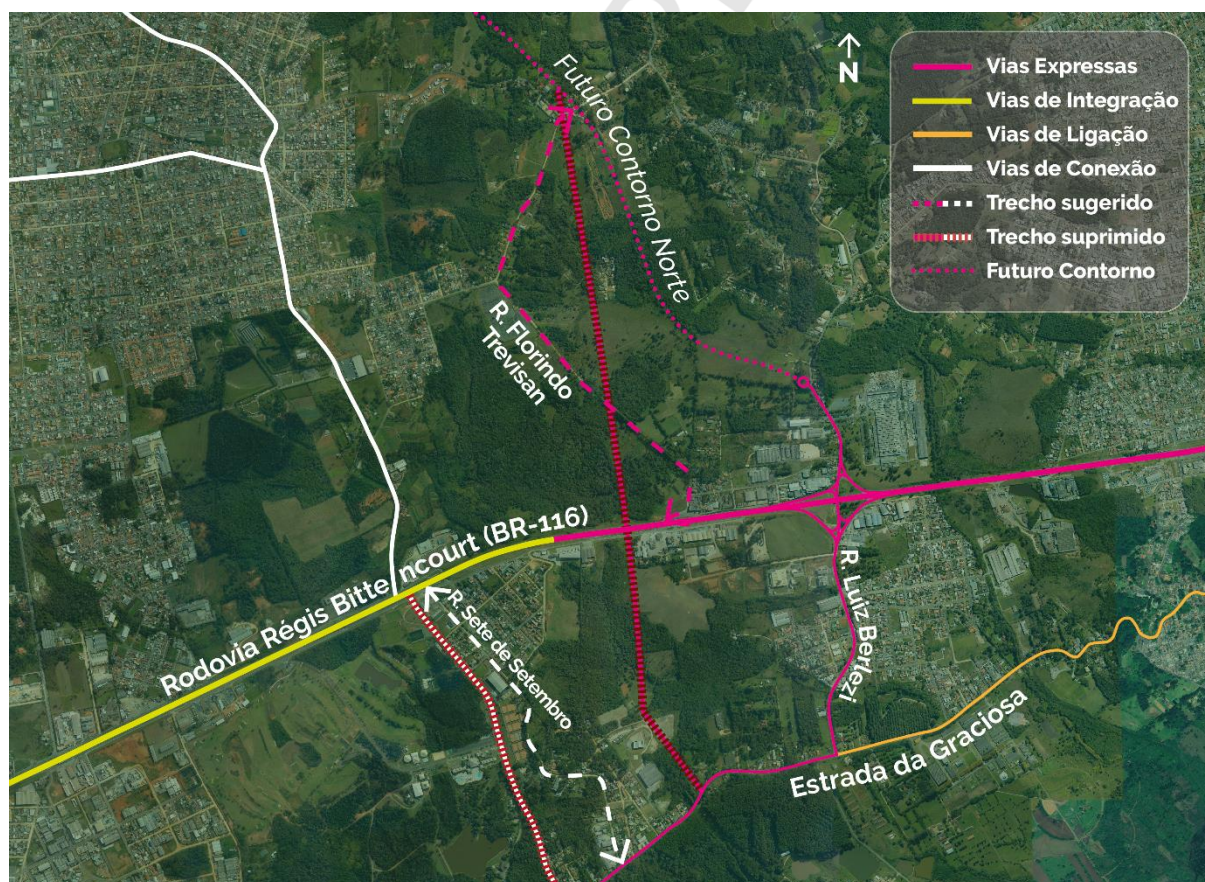 N
Vias Expressas
Vias de Integração
Vias de Ligação
Vias de Conexão
Trecho sugerido
Trecho suprimido
Futuro Contorno
Futuro Contorno Norte
R. Florindo
Trevisan
Rodovia Régis Bittencourt (BR-116)
R. Sete de Setembro
R. Luiz Berlezi
Estrada da Graciosa